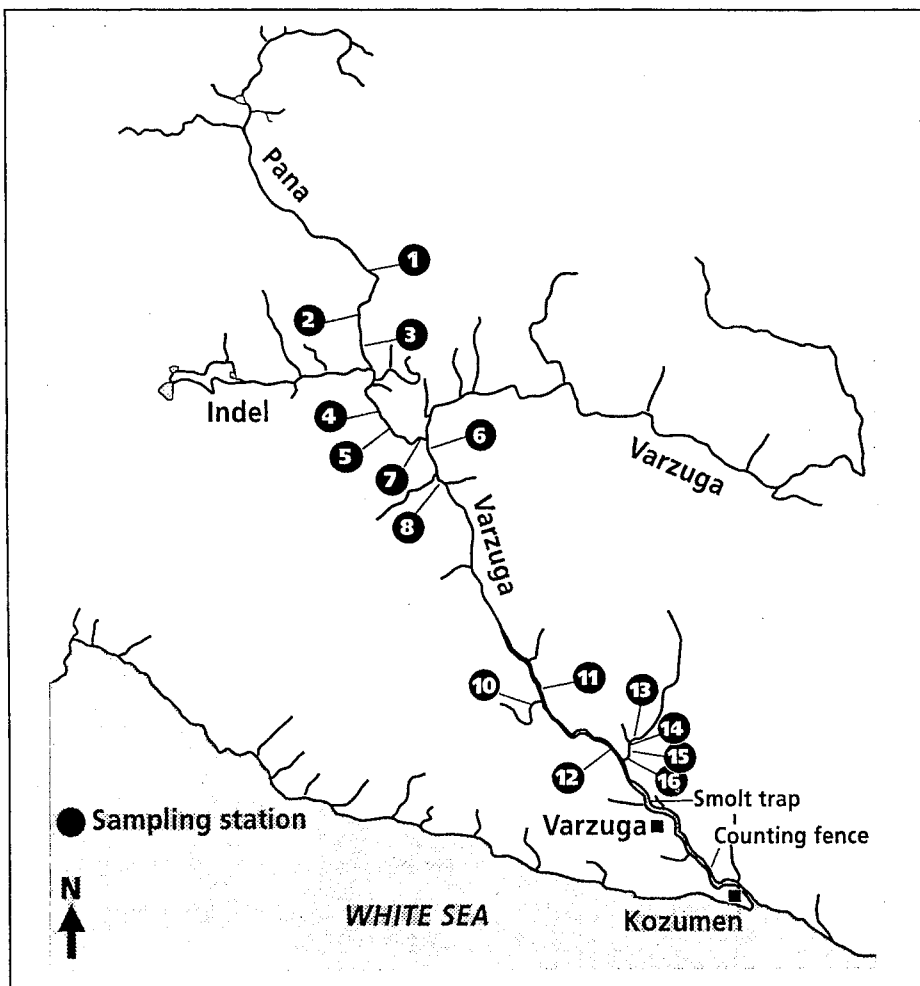 Pana
1
2
3
Indel
4
6
5
7
Varzuga
8
Varzuga
10
11
13
14
15
12
16
Smolt trap
Sampling station
Varzuga
Counting fence
N
WHITE SEA
Kozumen